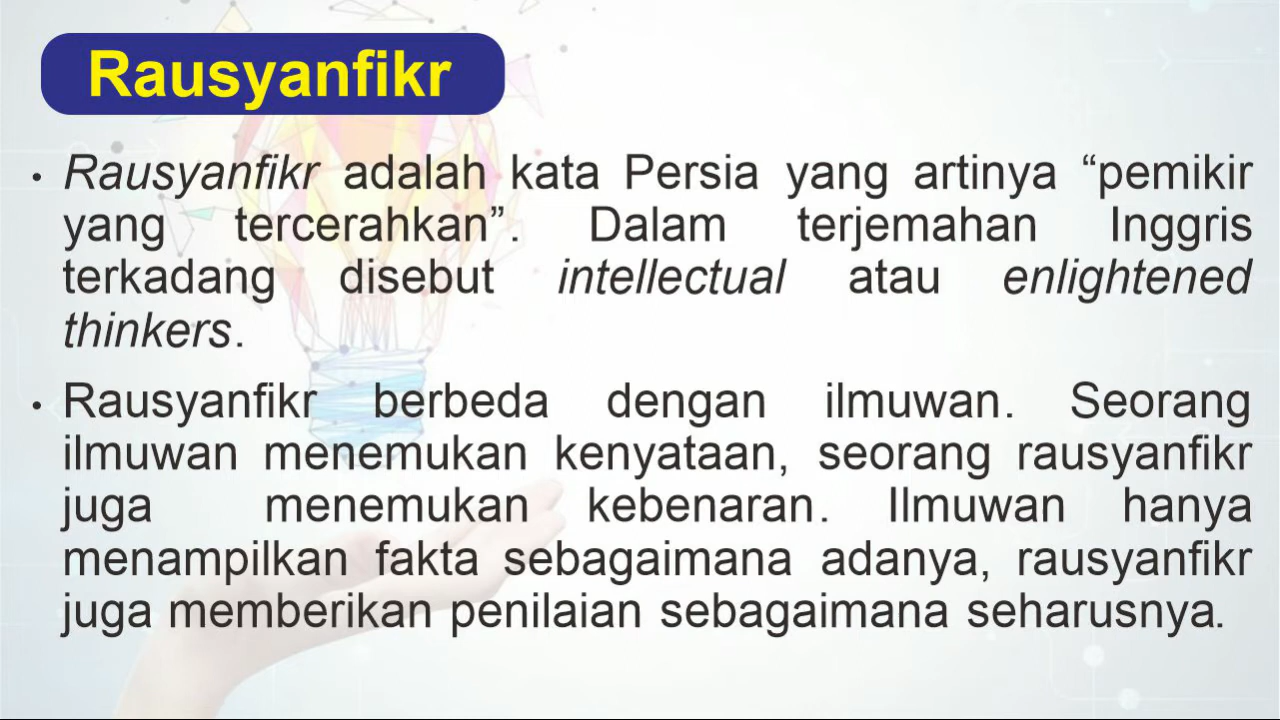 Rausyanfikr
• Rausyanfikr adalah kata Persia yang artinya “pemikir
yang tercerahkan”. Dalam terjemahan Inggris
terkadang disebut intellectual atau enlightened
thinkers.
• Rausyanfikr berbeda dengan ilmuwan. Seorang
ilmuwan menemukan kenyataan, seorang rausyanfikr
juga menemukan kebenaran. Ilmuwan hanya
menampilkan fakta sebagaimana adanya, rausyanfikr
juga memberikan penilaian sebagaimana seharusnya.